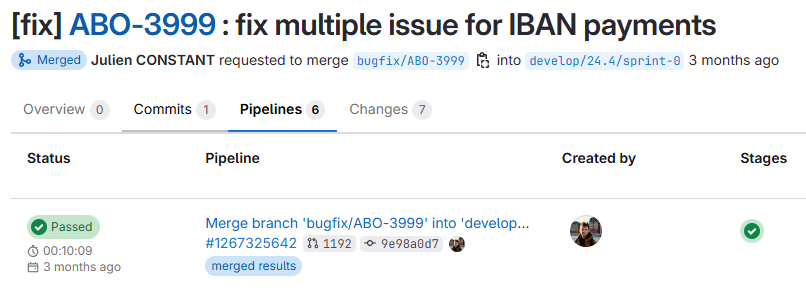 [fix] ABO-3999 : fix multiple issue for IBAN payments
Merged Julien CONSTANT requested to merge bugfix/ABO-3999 into develop/24.4/sprint-0 3 months ago
Overview 0 Commits 1 Pipelines 6 Changes 7
Status Pipeline Created by Stages
Passed
00:10:09
3 months ago
Merge branch 'bugfix/ABO-3999' into 'develop...
#1267325642 1192 9e98a0d7
merged results